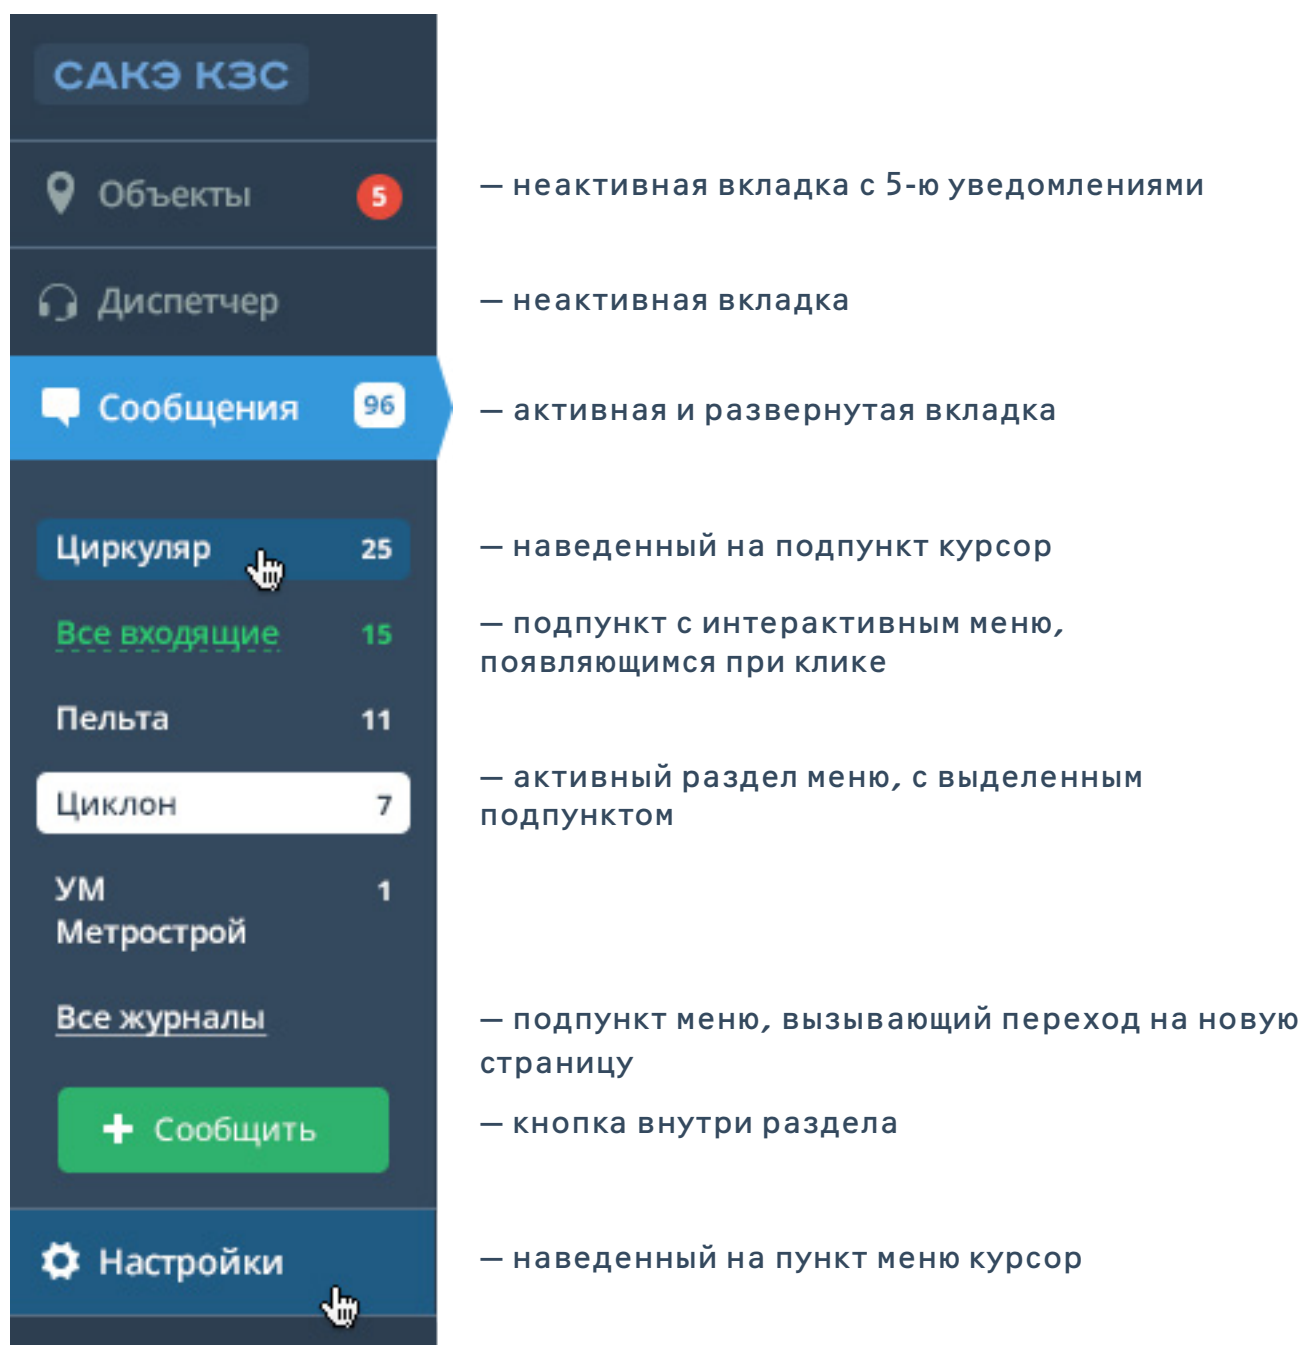 САКЭ КЗС
Объекты 5 — неактивная вкладка с 5-ю уведомлениями
Диспетчер — неактивная вкладка
Сообщения 96 — активная и развернутая вкладка
Циркуляр 25 — наведенный на подпункт курсор
Все входящие 15 — подпункт с интерактивным меню,
появляющимся при клике
Пельта 11
Циклон 7 — активный раздел меню, с выделенным
подпунктом
УМ 1
Метрострой
Все журналы — подпункт меню, вызывающий переход на новую
страницу
+ Сообщить — кнопка внутри раздела
Настройки — наведенный на пункт меню курсор